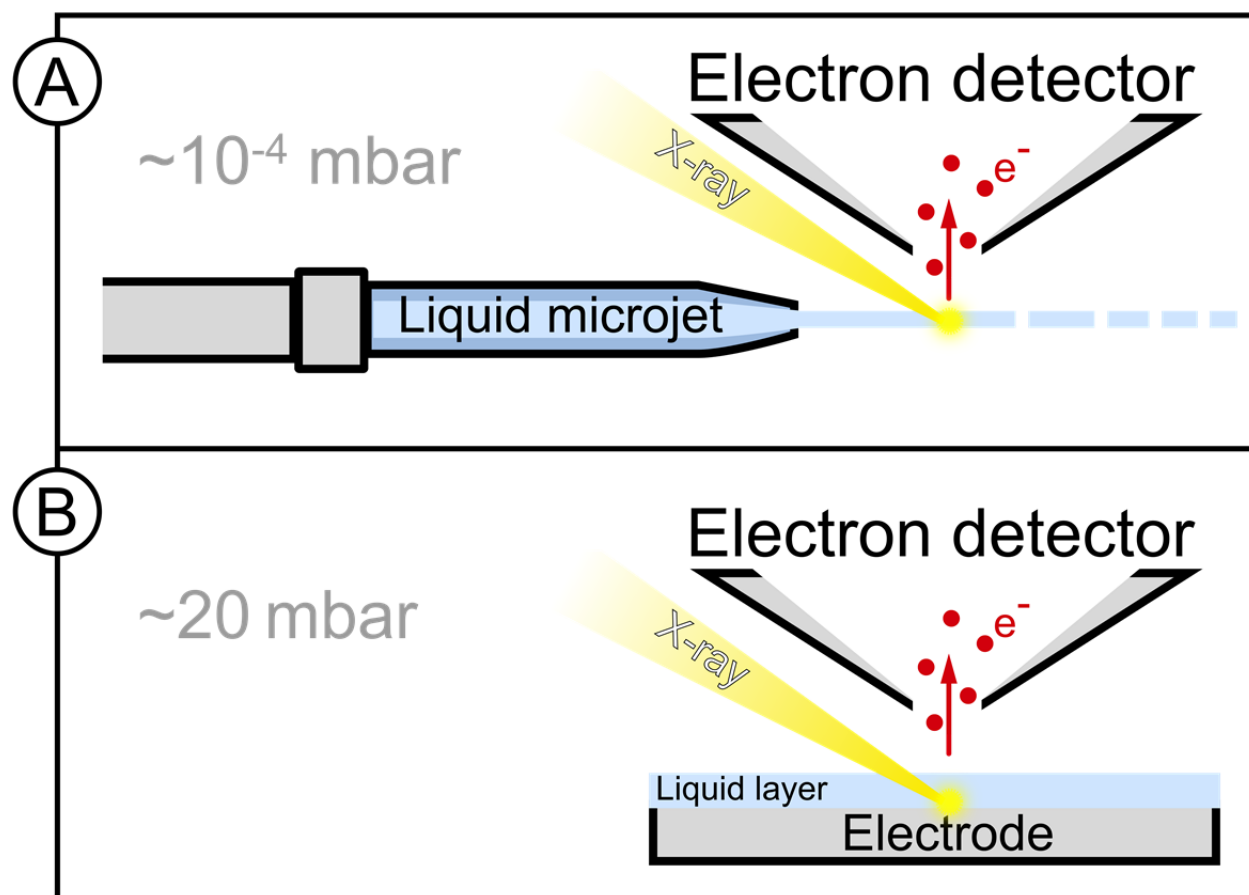 A
Electron detector
~10⁻⁴ mbar
X-ray
e⁻
Liquid microjet
B
Electron detector
~20 mbar
X-ray
e⁻
Liquid layer
Electrode